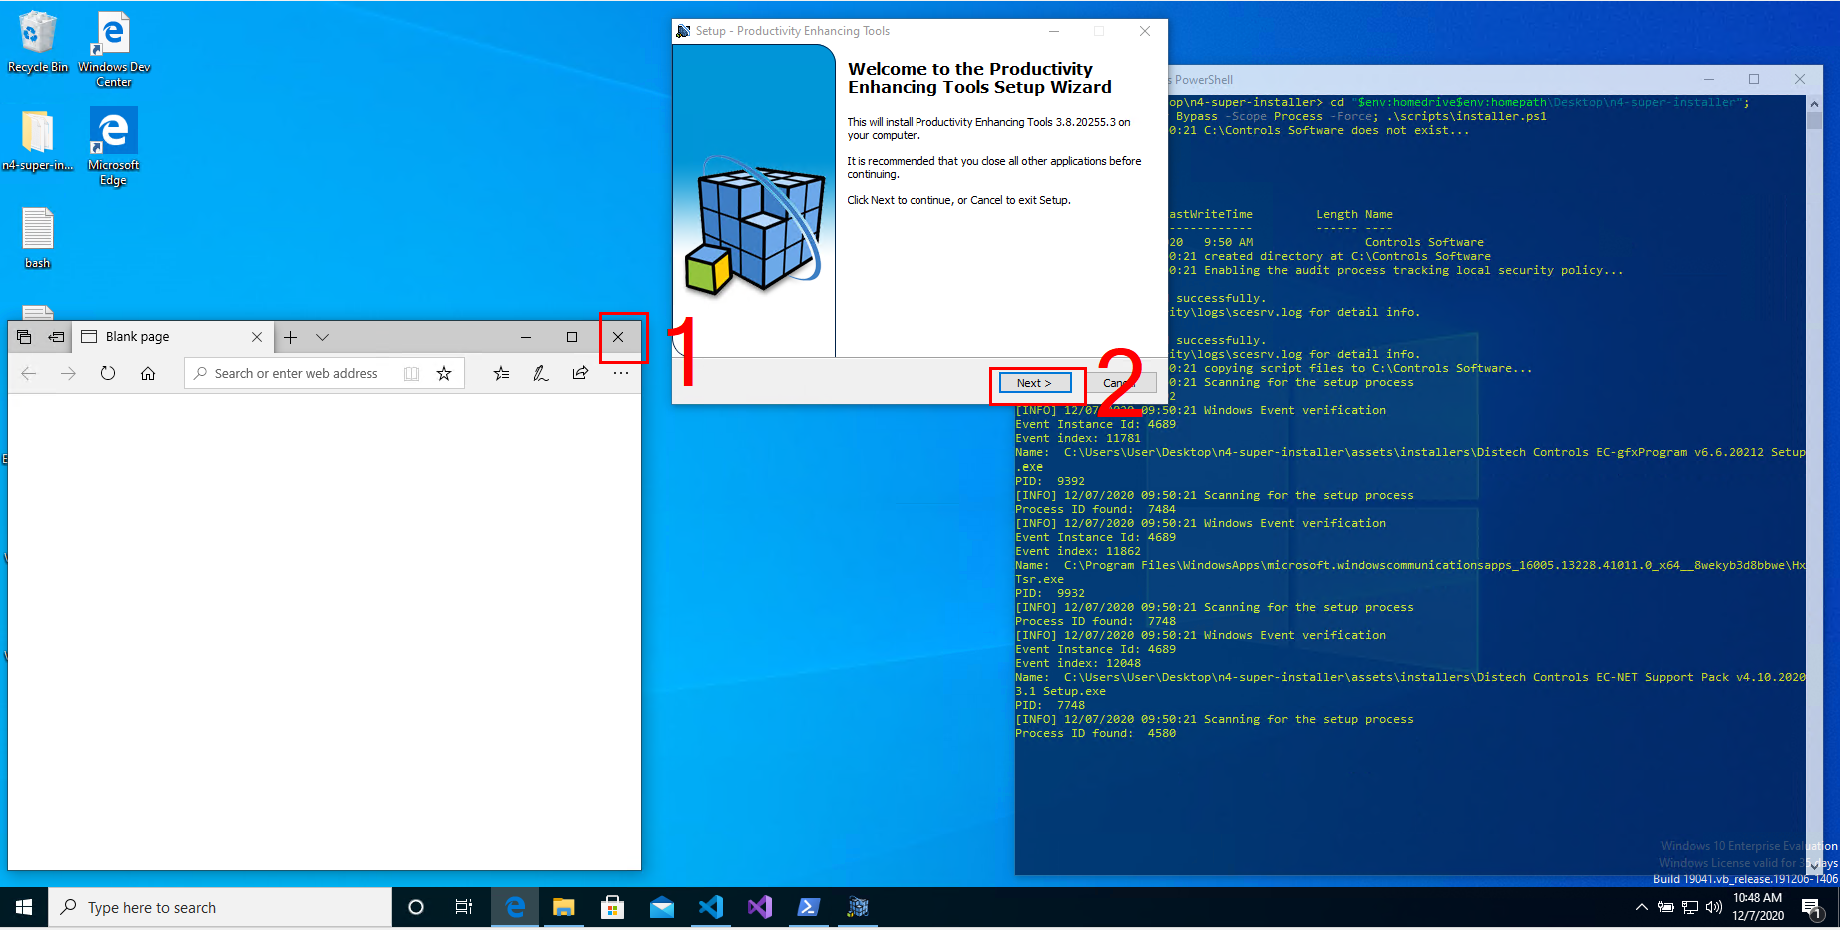 Recycle Bin
Windows Dev
Center
n4-super-in...
Microsoft
Edge
bash
Setup - Productivity Enhancing Tools
Welcome to the Productivity
Enhancing Tools Setup Wizard
This will install Productivity Enhancing Tools 3.8.20255.3 on
your computer.
It is recommended that you close all other applications before
continuing.
Click Next to continue, or Cancel to exit Setup.
Next >
1
2
Blank page
Search or enter web address
s PowerShell
op\n4-super-installer> cd "$env:homedrive$env:homepath\Desktop\n4-super-installer";
Bypass -Scope Process -Force; .\scripts\installer.ps1
0:21 C:\Controls Software does not exist...
astWriteTime Length Name
------------ ------ ----
20 9:50 AM Controls Software
0:21 created directory at C:\Controls Software
0:21 Enabling the audit process tracking local security policy...
successfully.
ity\logs\scesrv.log for detail info.
successfully.
ity\logs\scesrv.log for detail info.
0:21 copying script files to C:\Controls Software...
0:21 Scanning for the setup process
2
[INFO] 12/07/2020 09:50:21 Windows Event verification
Event Instance Id: 4689
Event index: 11781
Name:  C:\Users\User\Desktop\n4-super-installer\assets\installers\Distech Controls EC-gfxProgram v6.6.20212 Setup
.exe
PID:  9392
[INFO] 12/07/2020 09:50:21 Scanning for the setup process
Process ID found:  7484
[INFO] 12/07/2020 09:50:21 Windows Event verification
Event Instance Id: 4689
Event index: 11862
Name:  C:\Program Files\WindowsApps\microsoft.windowscommunicationsapps_16005.13228.41011.0_x64__8wekyb3d8bbwe\Hx
Tsr.exe
PID:  9932
[INFO] 12/07/2020 09:50:21 Scanning for the setup process
Process ID found:  7748
[INFO] 12/07/2020 09:50:21 Windows Event verification
Event Instance Id: 4689
Event index: 12048
Name:  C:\Users\User\Desktop\n4-super-installer\assets\installers\Distech Controls EC-NET Support Pack v4.10.2020
3.1 Setup.exe
PID:  7748
[INFO] 12/07/2020 09:50:21 Scanning for the setup process
Process ID found:  4580
Windows 10 Enterprise Evaluation
Windows License valid for 35 days
Build 19041.vb_release.191206-1406
Type here to search
10:48 AM
12/7/2020
1